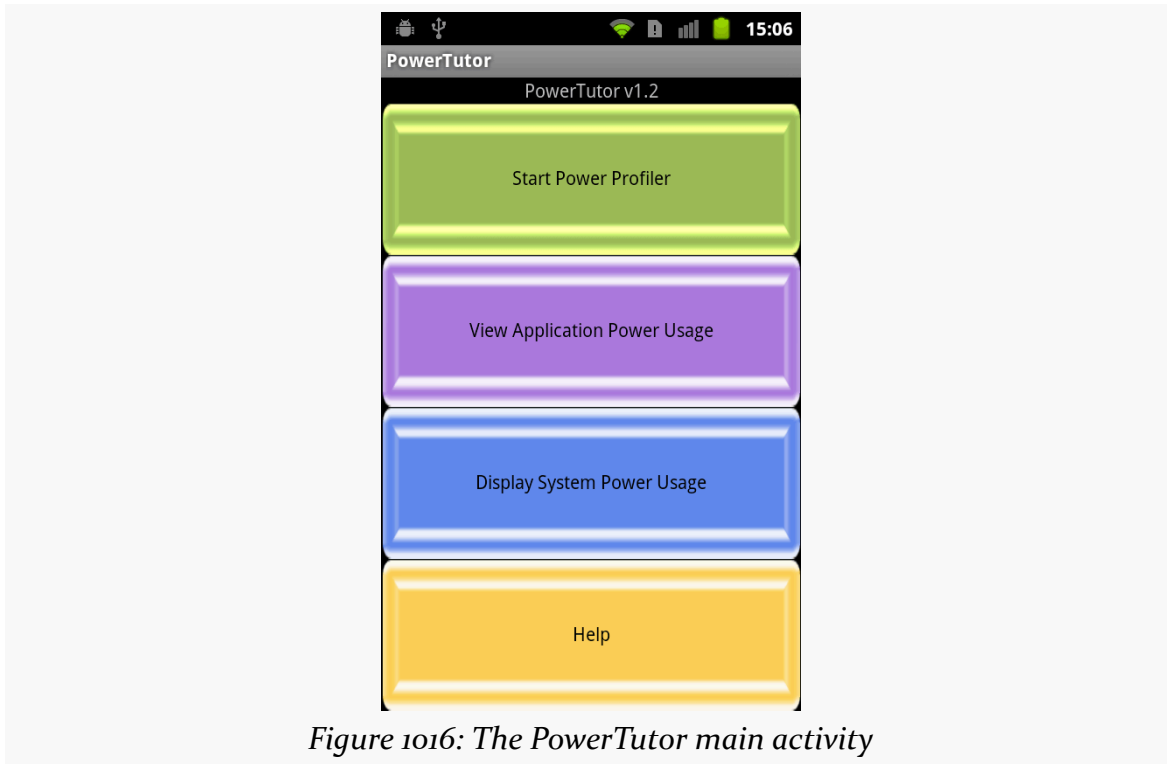 15:06
PowerTutor
PowerTutor v1.2
Start Power Profiler
View Application Power Usage
Display System Power Usage
Help
Figure 1016: The PowerTutor main activity